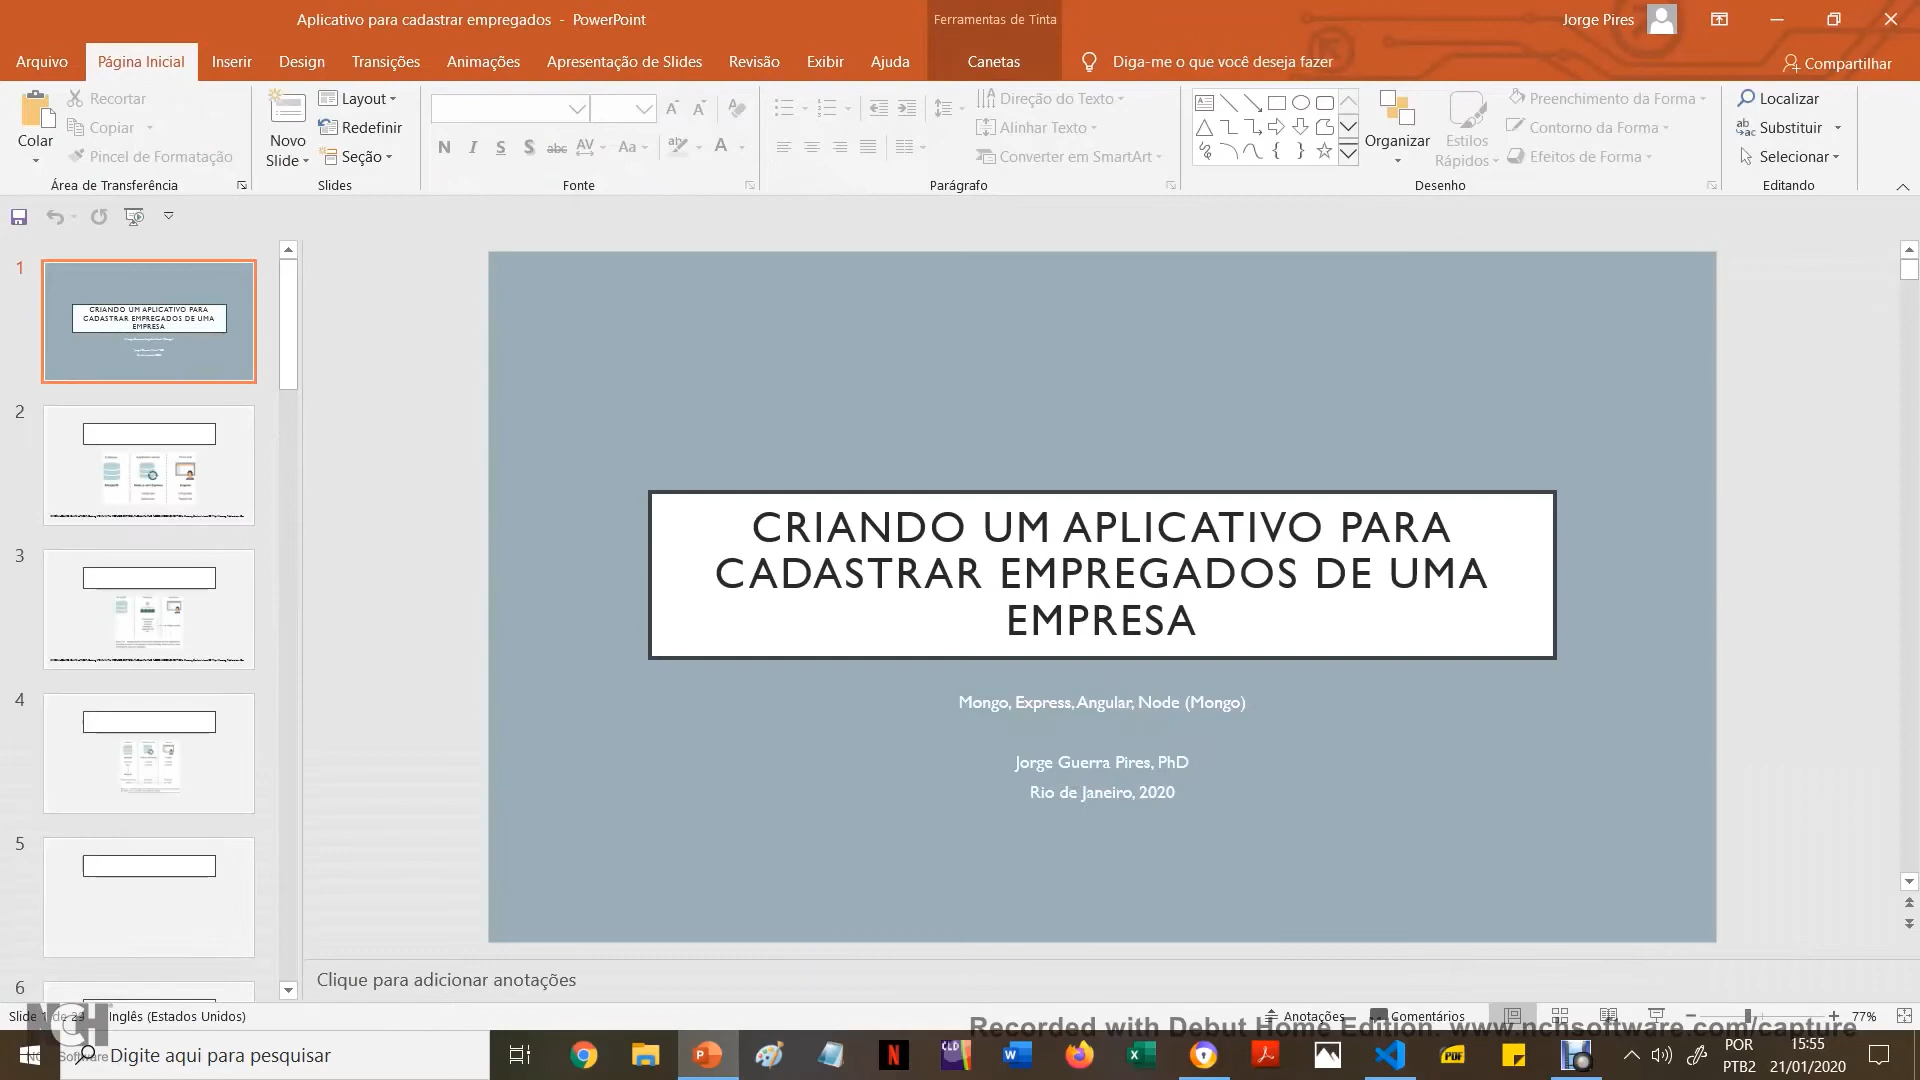 Aplicativo para cadastrar empregados - PowerPoint
Ferramentas de Tinta
Jorge Pires
Arquivo
Página Inicial
Inserir
Design
Transições
Animações
Apresentação de Slides
Revisão
Exibir
Ajuda
Canetas
Diga-me o que você deseja fazer
Compartilhar
Colar
Recortar
Copiar
Pincel de Formatação
Área de Transferência
Novo
Slide
Layout
Redefinir
Seção
Slides
N
I
S
S
abc
AV
Aa
A
Fonte
Direção do Texto
Alinhar Texto
Converter em SmartArt
Parágrafo
Organizar
Estilos
Rápidos
Preenchimento da Forma
Contorno da Forma
Efeitos de Forma
Desenho
Localizar
Substituir
Selecionar
Editando
1
CRIANDO UM APLICATIVO PARA
CADASTRAR EMPREGADOS DE UMA
EMPRESA
2
3
4
5
6
CRIANDO UM APLICATIVO PARA
CADASTRAR EMPREGADOS DE UMA
EMPRESA
Mongo, Express, Angular, Node (Mongo)
Jorge Guerra Pires, PhD
Rio de Janeiro, 2020
Clique para adicionar anotações
Slide 1 de 29
Inglês (Estados Unidos)
Anotações
Comentários
77%
NCH
NCH Software
Recorded with Debut Home Edition. www.nchsoftware.com/capture
Digite aqui para pesquisar
POR
PTB2
15:55
21/01/2020